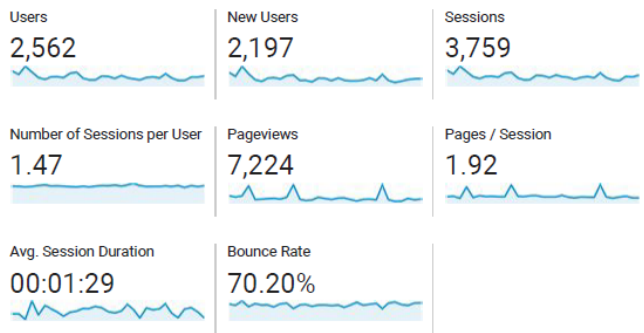 Users
2,562
New Users
2,197
Sessions
3,759
Number of Sessions per User
1.47
Pageviews
7,224
Pages / Session
1.92
Avg. Session Duration
00:01:29
Bounce Rate
70.20%